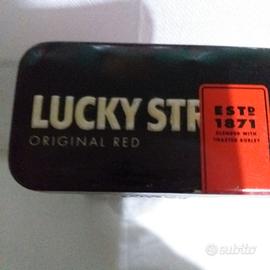 LUCKY STR
ORIGINAL RED
ESTD
1871
BLENDED WITH
TOASTED BURLEY
subito